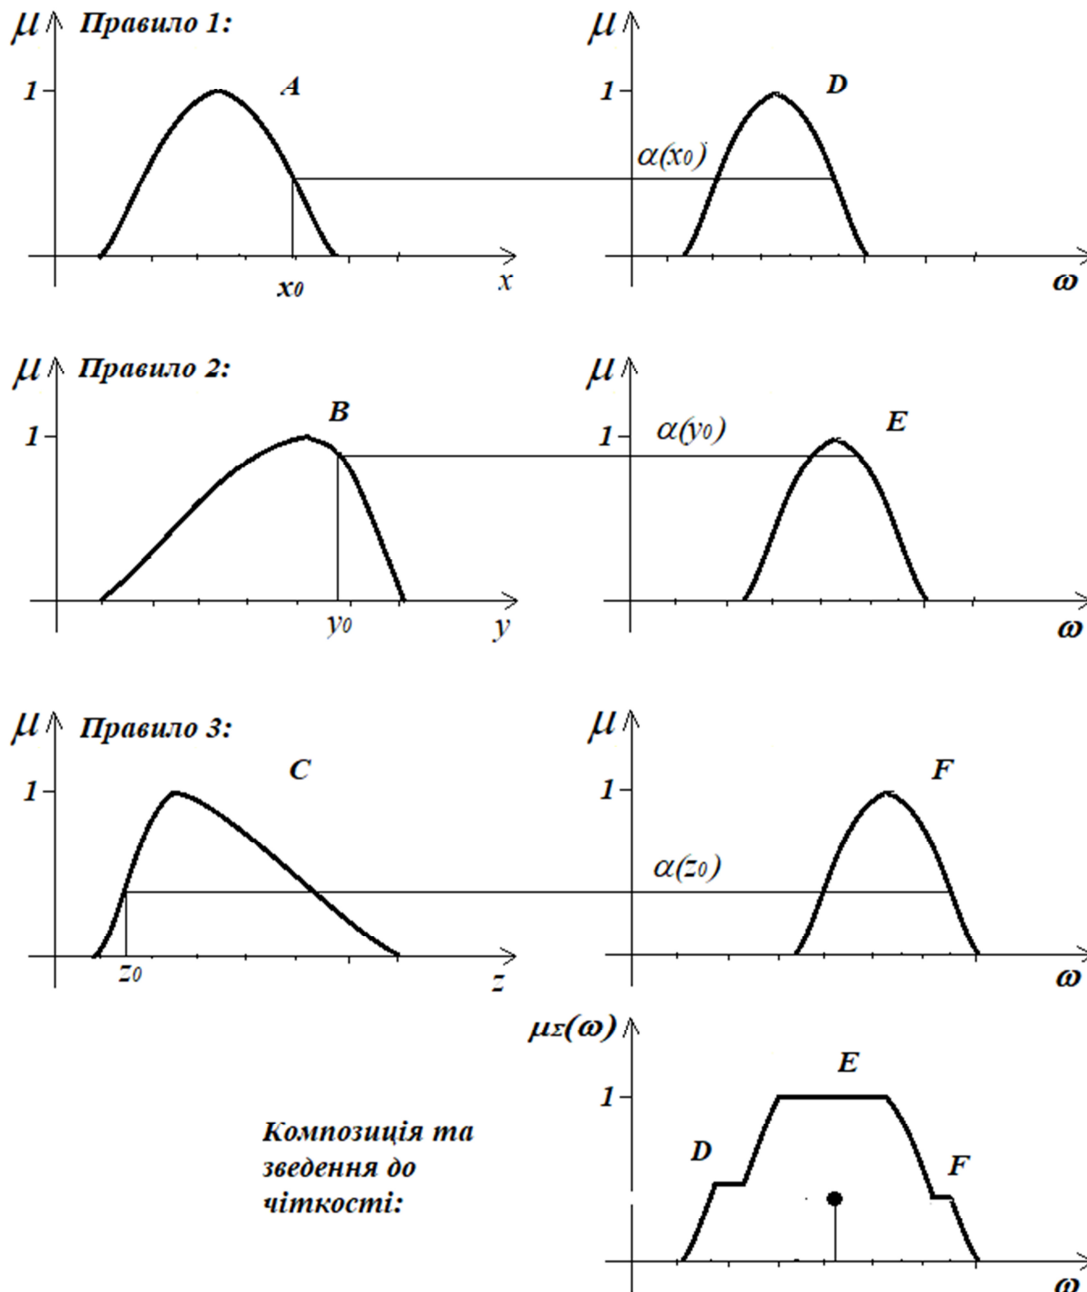 μ Правило 1:
1
A
x₀
x
μ
1
D
α(x₀)
ω
μ Правило 2:
1
B
y₀
y
μ
1
E
α(y₀)
ω
μ Правило 3:
1
C
z₀
z
μ
1
F
α(z₀)
ω
Композиція та
зведення до
чіткості:
μΣ(ω)
1
D
E
F
ω